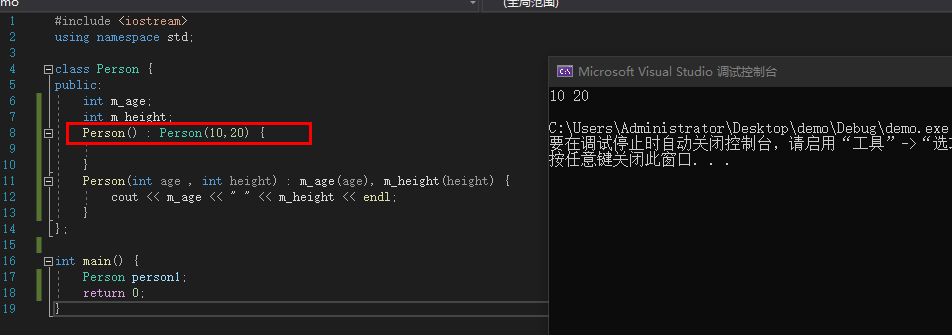 mo
(全局范围)
1 #include <iostream>
2 using namespace std;
3
4 class Person {
5 public:
6 int m_age;
7 int m_height;
8 Person() : Person(10,20) {
9
10 }
11 Person(int age , int height) : m_age(age), m_height(height) {
12 cout << m_age << " " << m_height << endl;
13 }
14 };
15
16 int main() {
17 Person person1;
18 return 0;
19 }
Microsoft Visual Studio 调试控制台
10 20
C:\Users\Administrator\Desktop\demo\Debug\demo.exe
要在调试停止时自动关闭控制台，请启用“工具”->“选
按任意键关闭此窗口. . .